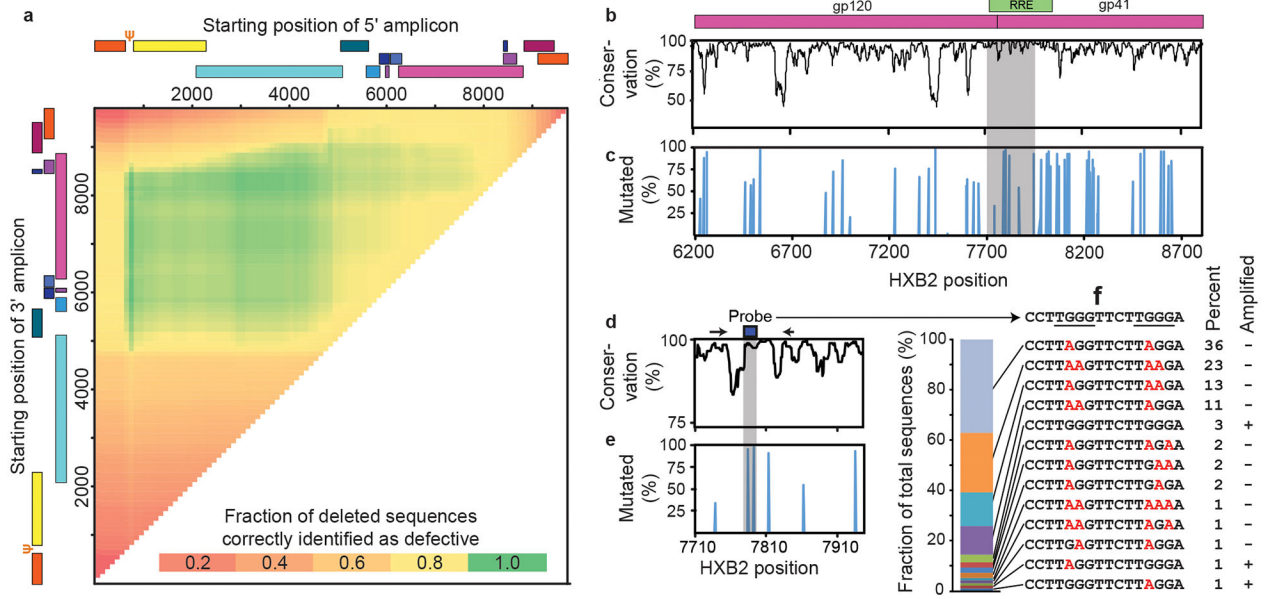 a
Starting position of 5' amplicon
ψ
2000 4000 6000 8000
Starting position of 3' amplicon
8000
6000
4000
2000
ψ
Fraction of deleted sequences
correctly identified as defective
0.2 0.4 0.6 0.8 1.0
b
gp120 RRE gp41
Conser-
vation
(%)
100
75
50
c
Mutated
(%)
100
75
50
25
6200 6700 7200 7700 8200 8700
HXB2 position
d
Probe
Conser-
vation
(%)
100
75
e
Mutated
(%)
100
75
50
25
7710 7810 7910
HXB2 position
f
Percent
Amplified
CCTTGGGTTCTTGGGA
Fraction of total sequences (%)
100
80
60
40
20
0
CCTTAGGTTCTTAGGA 36 -
CCTTAAGTTCTTAAGA 23 -
CCTTAGGTTCTTAAGA 13 -
CCTTAAGTTCTTAGGA 11 -
CCTTGGGTTCTTGGGA 3 +
CCTTAGGTTCTTAGAA 2 -
CCTTAGGTTCTTGAAA 2 -
CCTTAGGTTCTTGAGA 2 -
CCTTAAGTTCTTAAAA 1 -
CCTTAAGTTCTTAGAA 1 -
CCTTGAGTTCTTAGGA 1 -
CCTTAGGTTCTTGGGA 1 +
CCTTGGGTTCTTAGGA 1 +